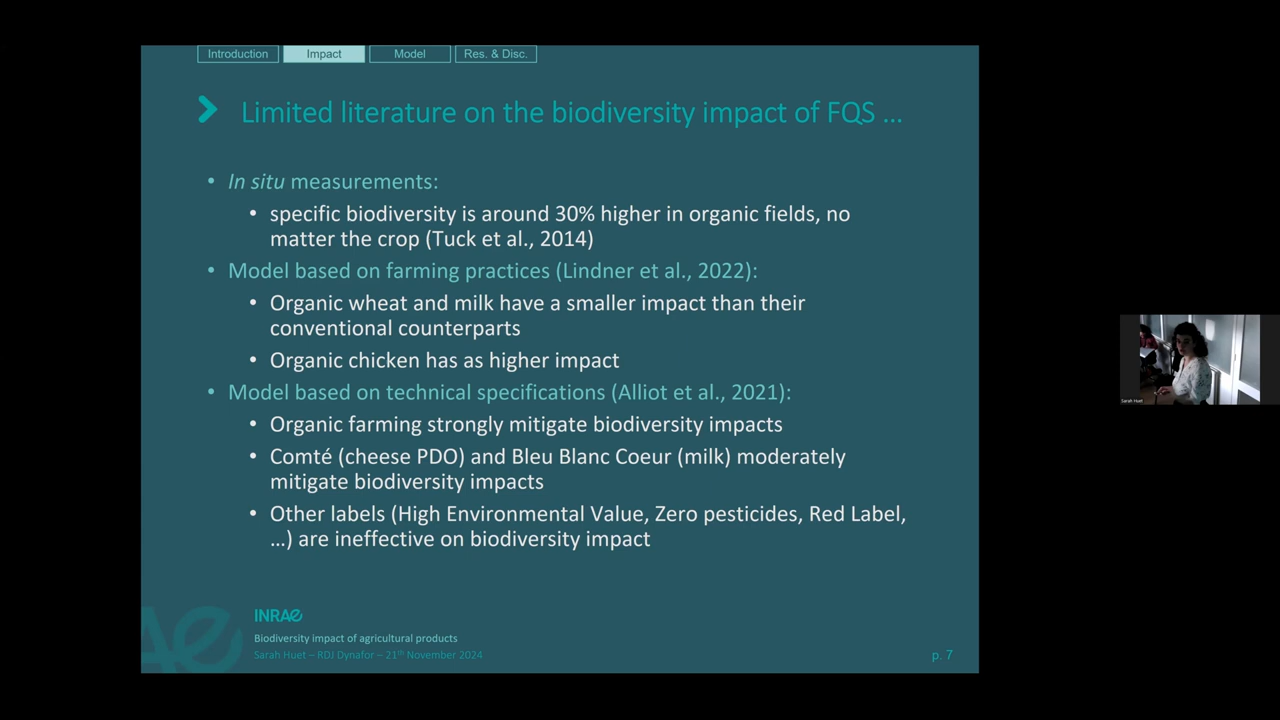 Introduction
Impact
Model
Res. & Disc.
Limited literature on the biodiversity impact of FQS ...
• In situ measurements:
• specific biodiversity is around 30% higher in organic fields, no
matter the crop (Tuck et al., 2014)
• Model based on farming practices (Lindner et al., 2022):
• Organic wheat and milk have a smaller impact than their
conventional counterparts
• Organic chicken has as higher impact
• Model based on technical specifications (Alliot et al., 2021):
• Organic farming strongly mitigate biodiversity impacts
• Comté (cheese PDO) and Bleu Blanc Coeur (milk) moderately
mitigate biodiversity impacts
• Other labels (High Environmental Value, Zero pesticides, Red Label,
...) are ineffective on biodiversity impact
INRAE
Biodiversity impact of agricultural products
Sarah Huet – RDJ Dynafor – 21th November 2024
p. 7
Sarah Huet